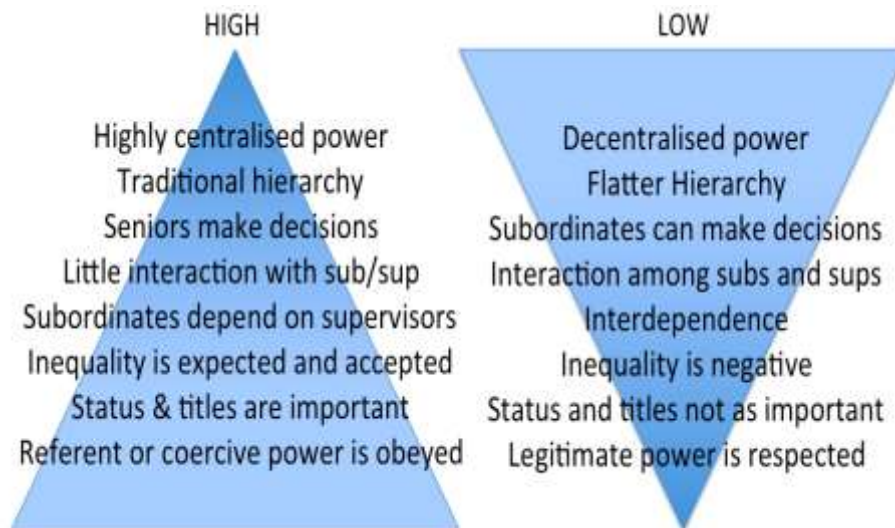 HIGH
Highly centralised power
Traditional hierarchy
Seniors make decisions
Little interaction with sub/sup
Subordinates depend on supervisors
Inequality is expected and accepted
Status & titles are important
Referent or coercive power is obeyed
LOW
Decentralised power
Flatter Hierarchy
Subordinates can make decisions
Interaction among subs and sups
Interdependence
Inequality is negative
Status and titles not as important
Legitimate power is respected